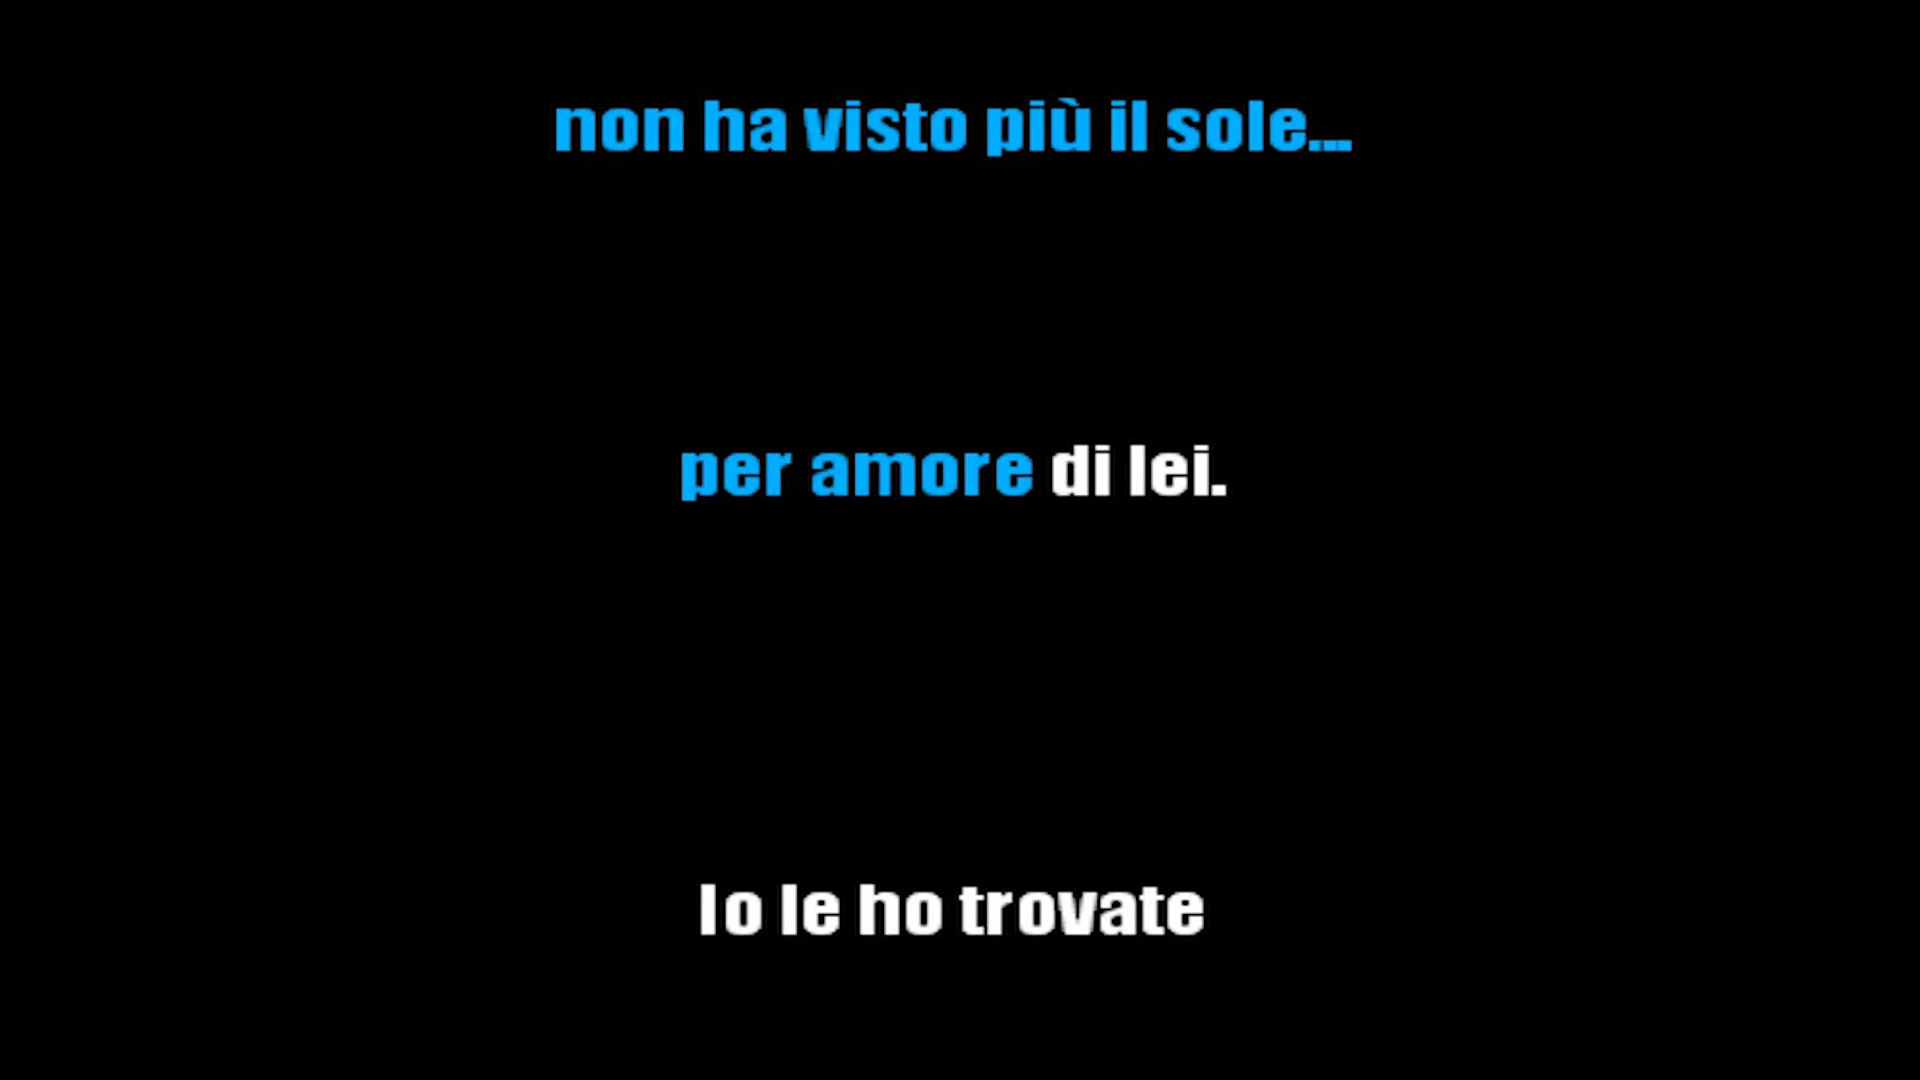 non ha visto più il sole...
per amore di lei.
Io le ho trovate